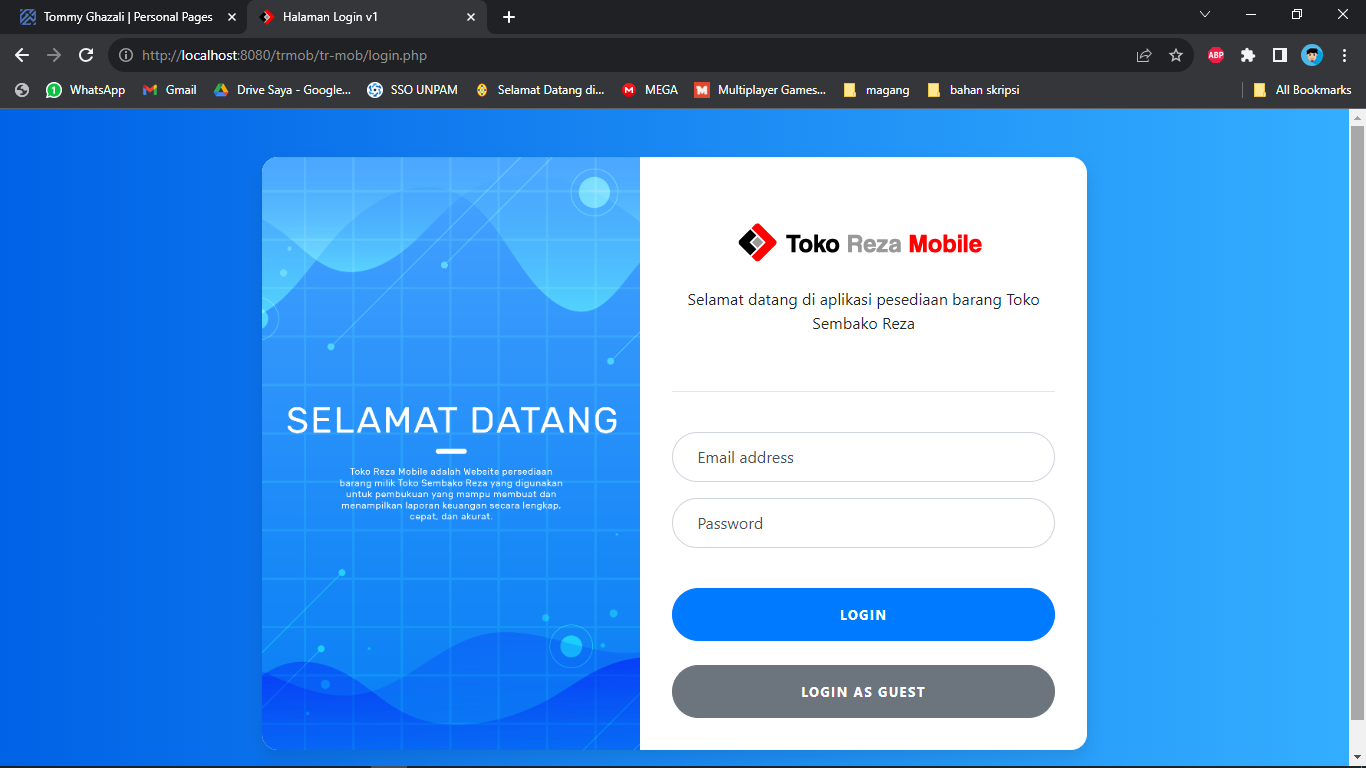 Tommy Ghazali | Personal Pages
Halaman Login v1
http://localhost:8080/trmob/tr-mob/login.php
ABP
1 WhatsApp
Gmail
Drive Saya - Google...
SSO UNPAM
Selamat Datang di...
M MEGA
M Multiplayer Games...
magang
bahan skripsi
All Bookmarks
SELAMAT DATANG
Toko Reza Mobile adalah Website persediaan
barang milik Toko Sembako Reza yang digunakan
untuk pembukuan yang mampu membuat dan
menampilkan laporan keuangan secara lengkap,
cepat, dan akurat.
Toko Reza Mobile
Selamat datang di aplikasi pesediaan barang Toko
Sembako Reza
Email address
Password
LOGIN
LOGIN AS GUEST